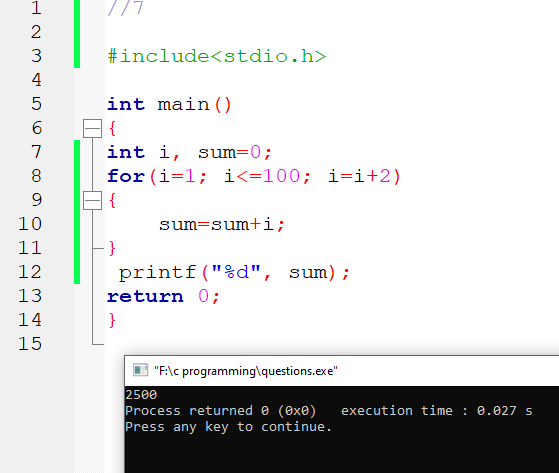 1 //7
2
3 #include<stdio.h>
4
5 int main()
6 {
7 int i, sum=0;
8 for(i=1; i<=100; i=i+2)
9 {
10 sum=sum+i;
11 }
12 printf("%d", sum);
13 return 0;
14 }
15
"F:\c programming\questions.exe"
2500
Process returned 0 (0x0) execution time : 0.027 s
Press any key to continue.